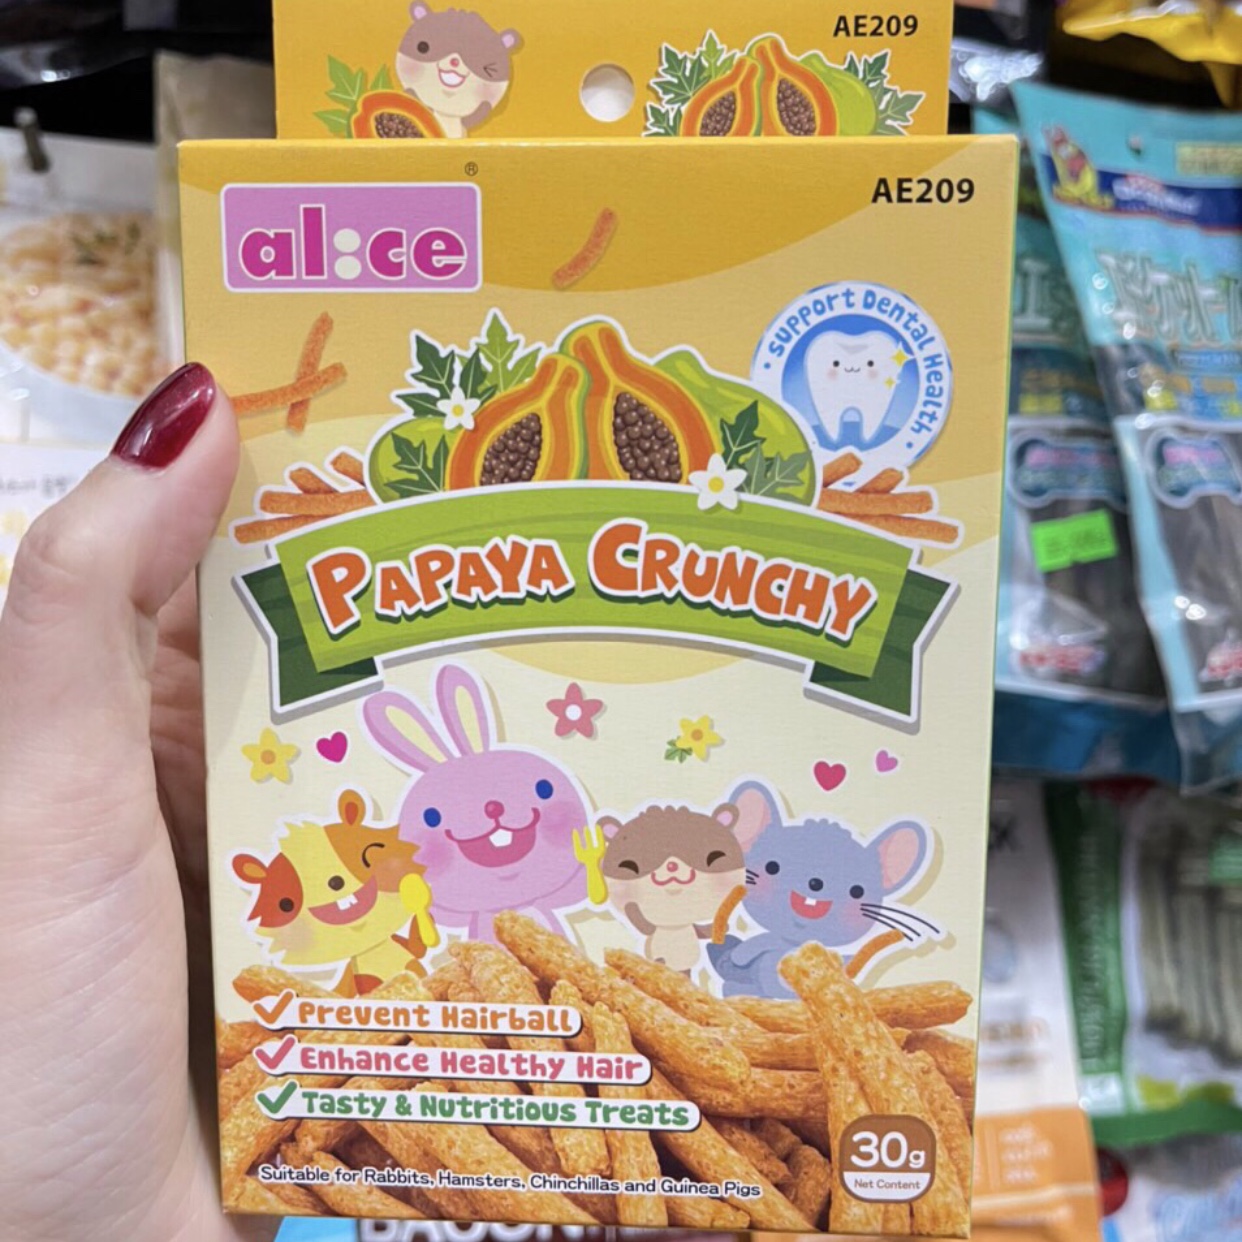 AE209
AE209
alice
®
• Support Dental Health •
Papaya Crunchy
Prevent Hairball
Enhance Healthy Hair
Tasty & Nutritious Treats
30g
Net Content
Suitable for Rabbits, Hamsters, Chinchillas and Guinea Pigs